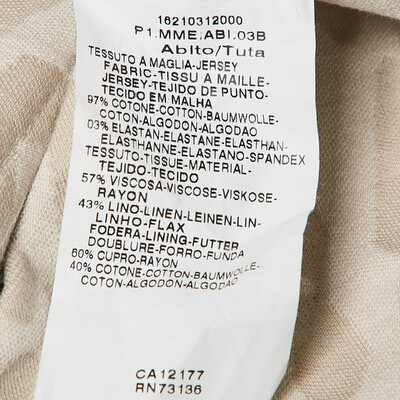 16210312000
P1.MME.ABI.03B
Abito/Tuta
TESSUTO A MAGLIA-JERSEY
FABRIC-TISSU A MAILLE-
JERSEY-TEJIDO DE PUNTO-
TECIDO EM MALHA
97% COTONE-COTTON-BAUMWOLLE-
COTON-ALGODON-ALGODAO
03% ELASTAN-ELASTANE-ELASTHAN-
ELASTHANNE-ELASTANO-SPANDEX
TESSUTO-TISSUE-MATERIAL-
TEJIDO-TECIDO
57% VISCOSA-VISCOSE-VISKOSE-
RAYON
43% LINO-LINEN-LEINEN-LIN-
LINHO-FLAX
FODERA-LINING-FUTTER
DOUBLURE-FORRO-FUNDA
60% CUPRO-RAYON
40% COTONE-COTTON-BAUMWOLLE-
COTON-ALGODON-ALGODAO
CA12177
RN73136